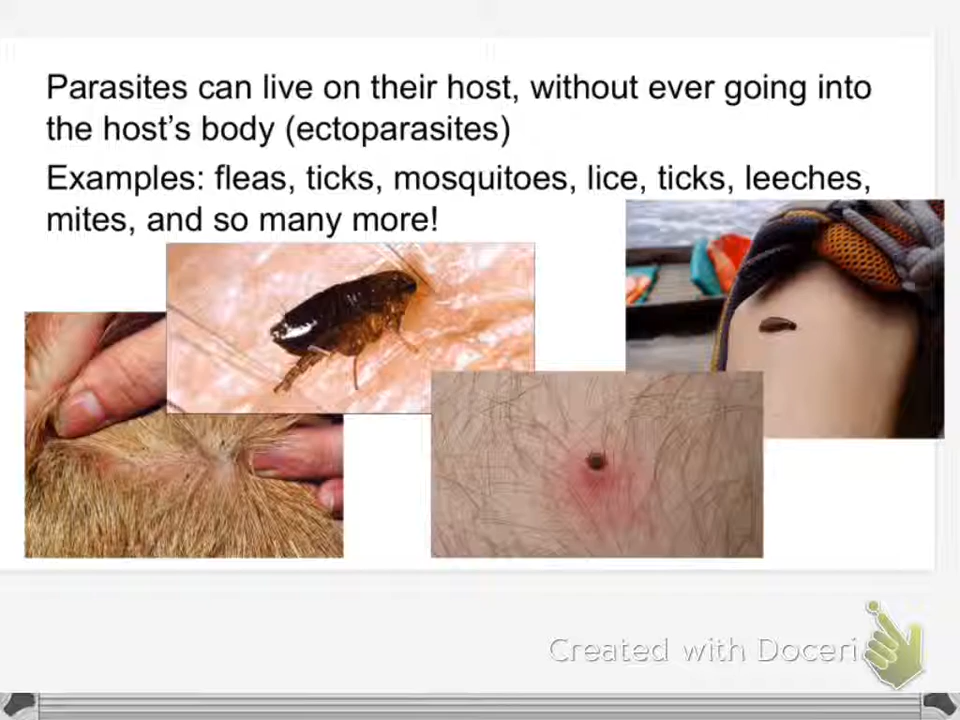 Parasites can live on their host, without ever going into
the host’s body (ectoparasites)
Examples: fleas, ticks, mosquitoes, lice, ticks, leeches,
mites, and so many more!
Created with Doceri